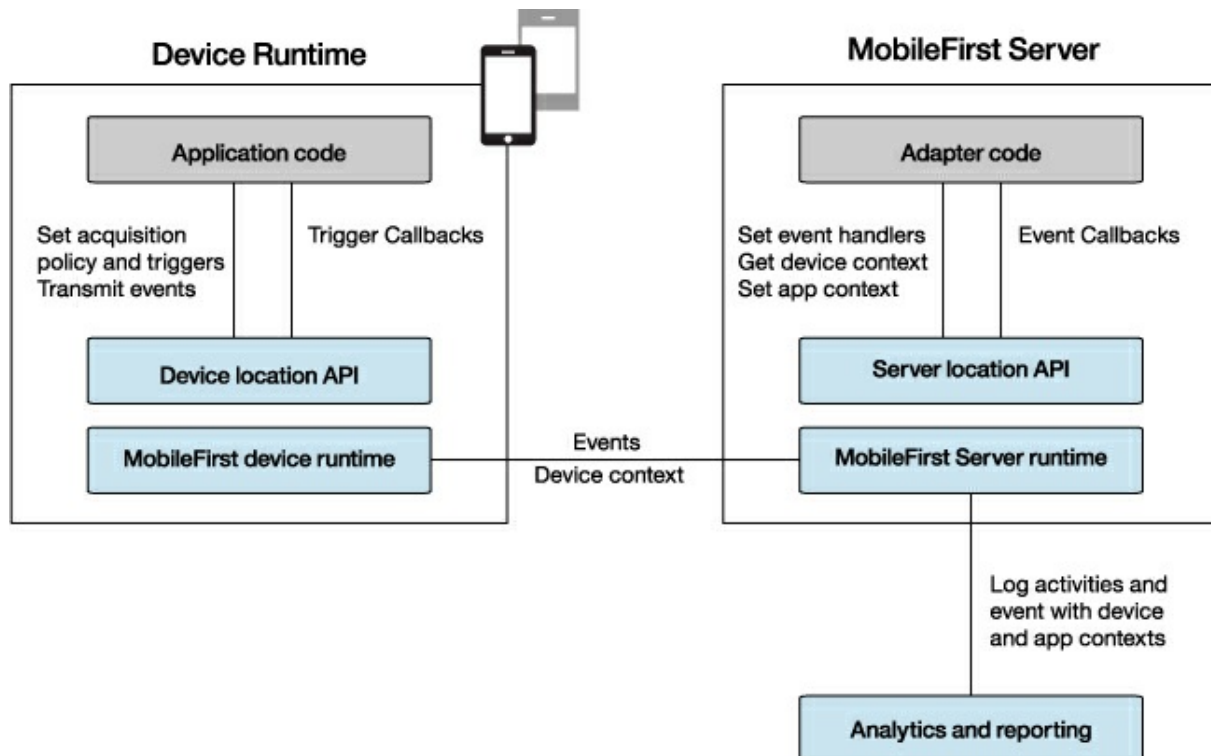 Device Runtime
MobileFirst Server
Application code
Adapter code
Set acquisition
policy and triggers
Transmit events
Trigger Callbacks
Set event handlers
Get device context
Set app context
Event Callbacks
Device location API
Server location API
MobileFirst device runtime
Events
Device context
MobileFirst Server runtime
Log activities and
event with device
and app contexts
Analytics and reporting